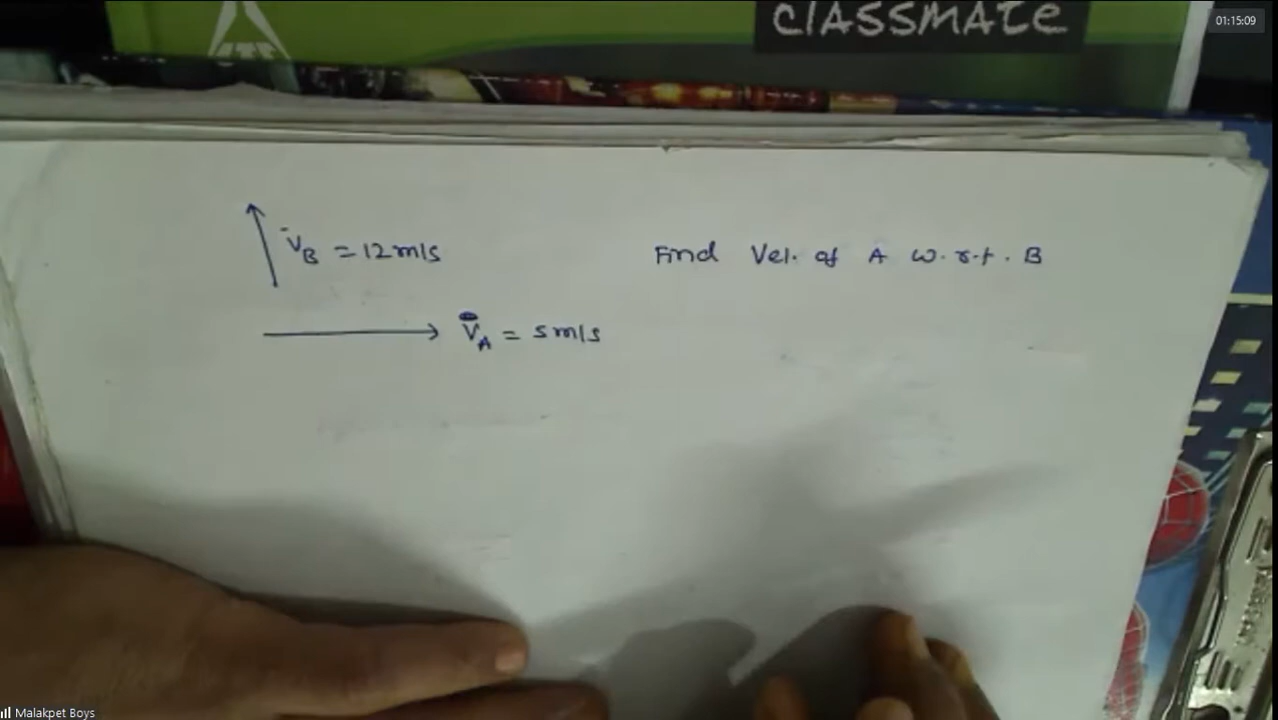 classmate
01:15:09
V_B = 12 m/s
Find Vel. of A w.r.t. B
V_A = 5 m/s
Malakpet Boys